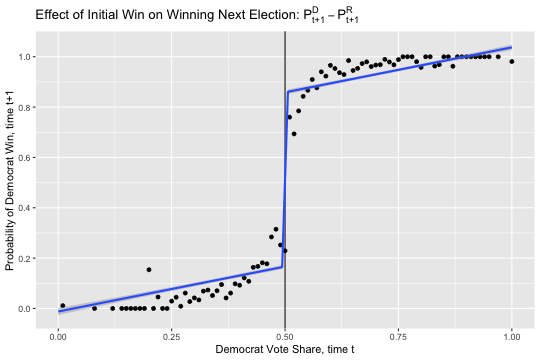 Effect of Initial Win on Winning Next Election: P^D_{t+1} – P^R_{t+1}
Probability of Democrat Win, time t+1
1.0
0.8
0.6
0.4
0.2
0.0
0.00 0.25 0.50 0.75 1.00
Democrat Vote Share, time t